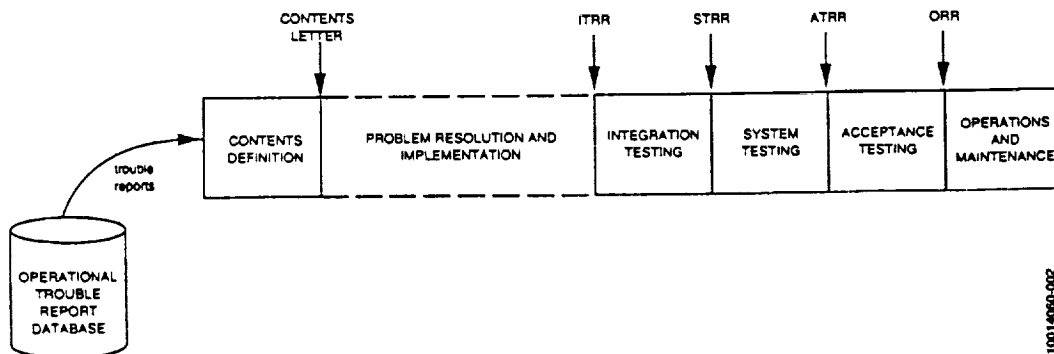 CONTENTS
LETTER
ITRR
STRR
ATRR
ORR
CONTENTS
DEFINITION
PROBLEM RESOLUTION AND
IMPLEMENTATION
INTEGRATION
TESTING
SYSTEM
TESTING
ACCEPTANCE
TESTING
OPERATIONS
AND
MAINTENANCE
trouble
reports
OPERATIONAL
TROUBLE
REPORT
DATABASE
10014060-002